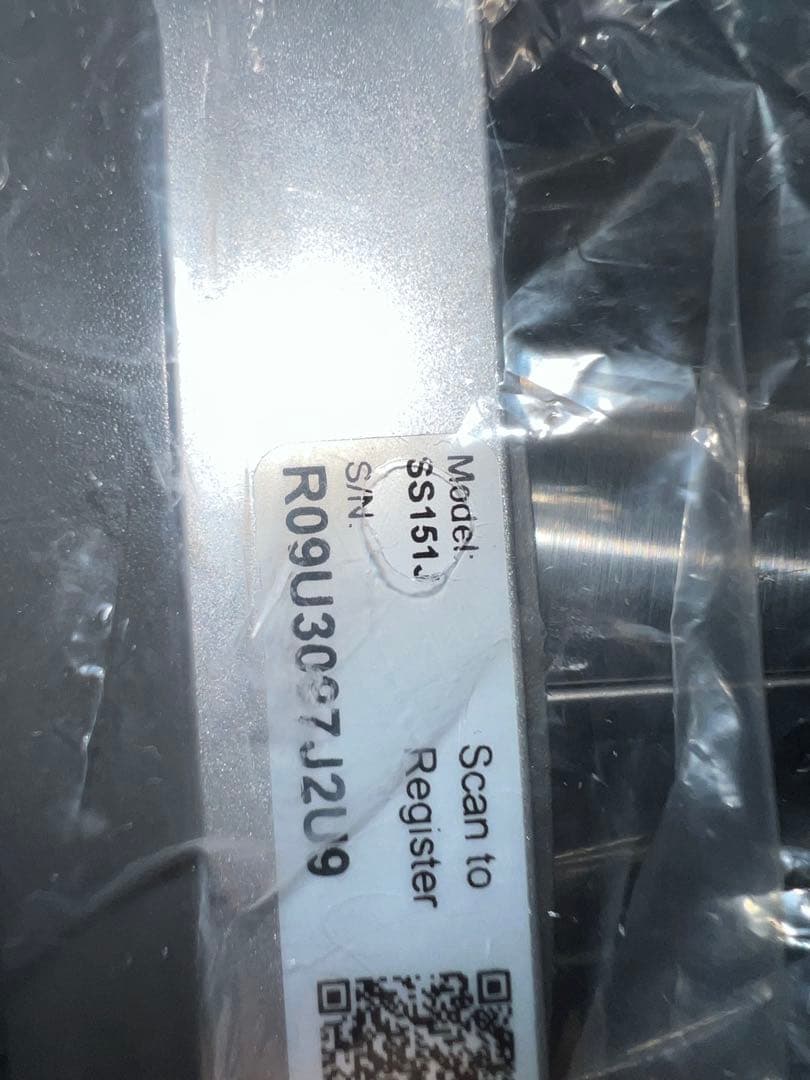 Model:
SS151J
S/N:
Scan to
Register